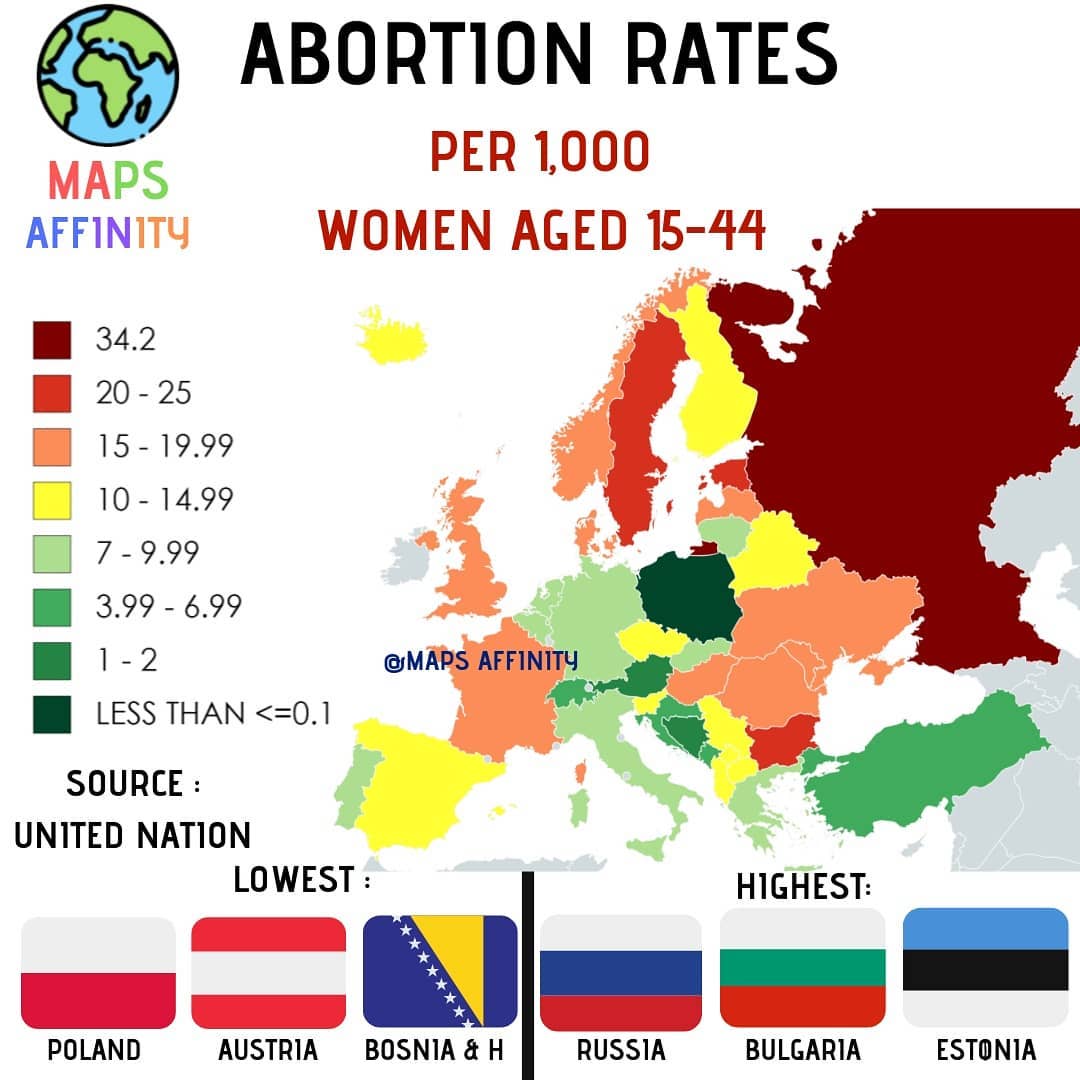 ABORTION RATES
MAPS
AFFINITY
PER 1,000
WOMEN AGED 15-44
34.2
20 - 25
15 - 19.99
10 - 14.99
7 - 9.99
3.99 - 6.99
1 - 2
LESS THAN <=0.1
@MAPS AFFINITY
SOURCE :
UNITED NATION
LOWEST :
POLAND
AUSTRIA
BOSNIA & H
HIGHEST:
RUSSIA
BULGARIA
ESTONIA